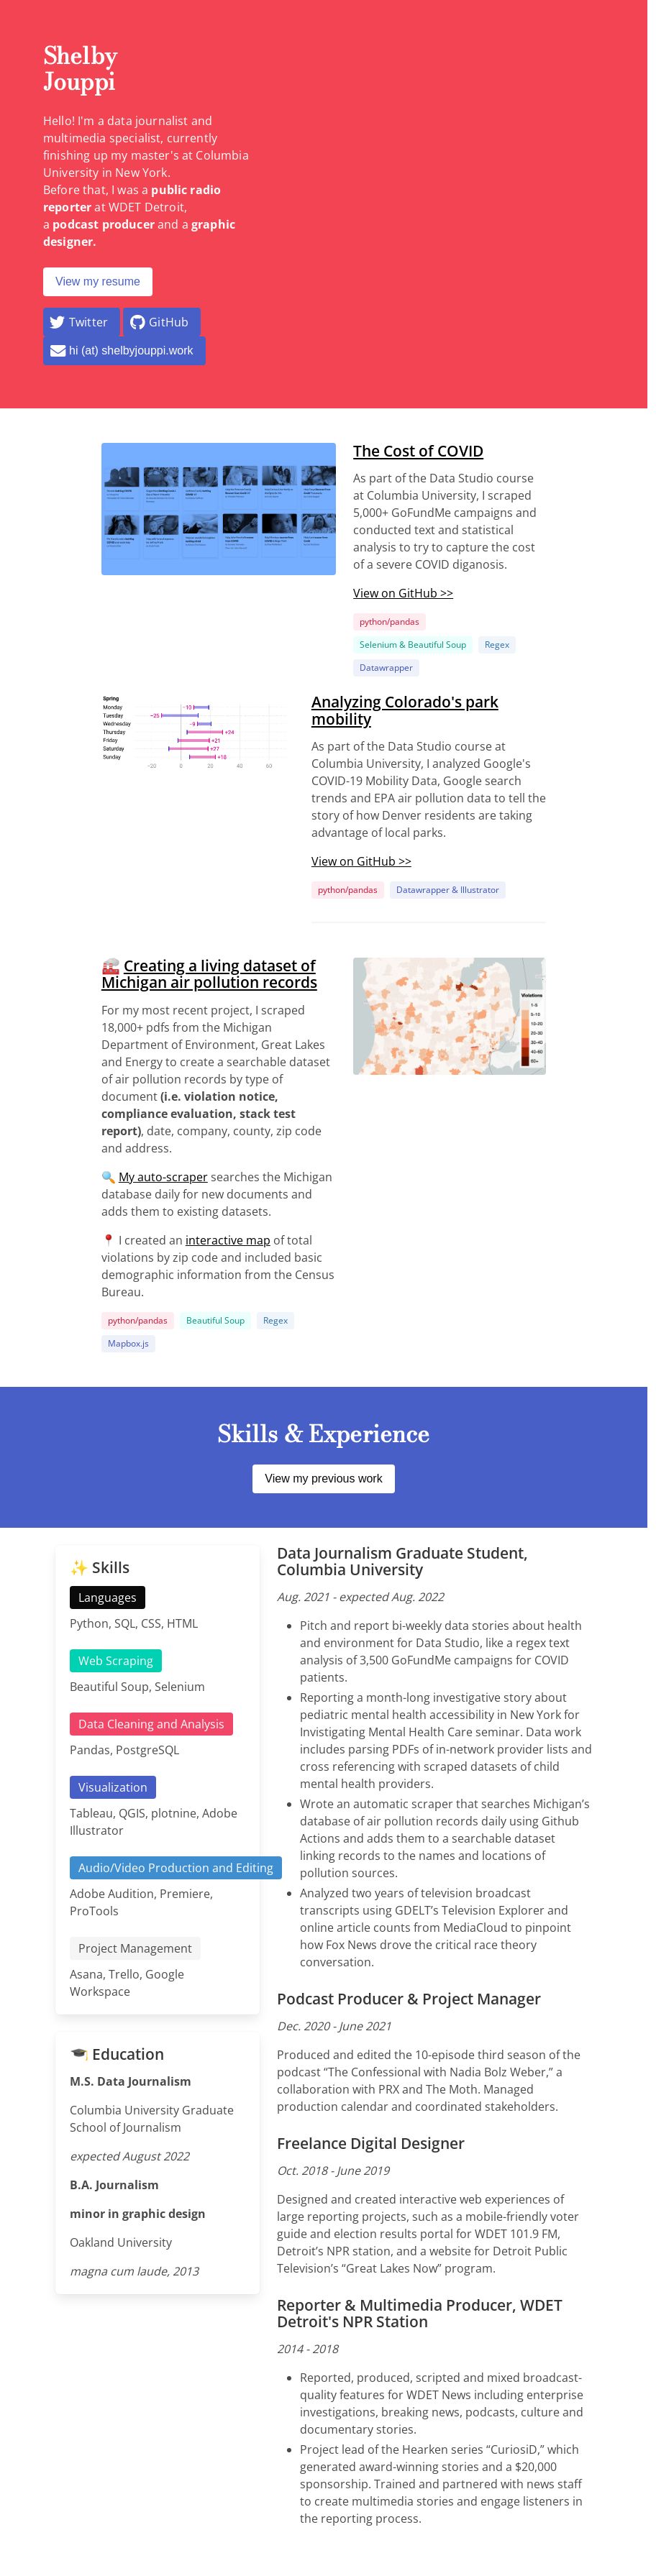 Shelby
Jouppi
Hello! I'm a data journalist and
multimedia specialist, currently
finishing up my master's at Columbia
University in New York.
Before that, I was a public radio
reporter at WDET Detroit,
a podcast producer and a graphic
designer.
View my resume
Twitter
GitHub
hi (at) shelbyjouppi.work
The Cost of COVID
As part of the Data Studio course
at Columbia University, I scraped
5,000+ GoFundMe campaigns and
conducted text and statistical
analysis to try to capture the cost
of a severe COVID diganosis.
View on GitHub >>
python/pandas
Selenium & Beautiful Soup
Regex
Datawrapper
Spring
Monday
-10
Tuesday
-25
Wednesday
-9
Thursday
+24
Friday
+21
Saturday
+27
Sunday
+18
-20 0 20 40 60
Analyzing Colorado's park
mobility
As part of the Data Studio course at
Columbia University, I analyzed Google's
COVID-19 Mobility Data, Google search
trends and EPA air pollution data to tell the
story of how Denver residents are taking
advantage of local parks.
View on GitHub >>
python/pandas
Datawrapper & Illustrator
🏭 Creating a living dataset of
Michigan air pollution records
For my most recent project, I scraped
18,000+ pdfs from the Michigan
Department of Environment, Great Lakes
and Energy to create a searchable dataset
of air pollution records by type of
document (i.e. violation notice,
compliance evaluation, stack test
report), date, company, county, zip code
and address.
🔍 My auto-scraper searches the Michigan
database daily for new documents and
adds them to existing datasets.
📍 I created an interactive map of total
violations by zip code and included basic
demographic information from the Census
Bureau.
python/pandas
Beautiful Soup
Regex
Mapbox.js
Violations
1-5
5-10
10-20
20-30
30-40
40-60
60+
Skills & Experience
View my previous work
✨ Skills
Languages
Python, SQL, CSS, HTML
Web Scraping
Beautiful Soup, Selenium
Data Cleaning and Analysis
Pandas, PostgreSQL
Visualization
Tableau, QGIS, plotnine, Adobe
Illustrator
Audio/Video Production and Editing
Adobe Audition, Premiere,
ProTools
Project Management
Asana, Trello, Google
Workspace
🎓 Education
M.S. Data Journalism
Columbia University Graduate
School of Journalism
expected August 2022
B.A. Journalism
minor in graphic design
Oakland University
magna cum laude, 2013
Data Journalism Graduate Student,
Columbia University
Aug. 2021 - expected Aug. 2022
• Pitch and report bi-weekly data stories about health
and environment for Data Studio, like a regex text
analysis of 3,500 GoFundMe campaigns for COVID
patients.
• Reporting a month-long investigative story about
pediatric mental health accessibility in New York for
Invistigating Mental Health Care seminar. Data work
includes parsing PDFs of in-network provider lists and
cross referencing with scraped datasets of child
mental health providers.
• Wrote an automatic scraper that searches Michigan’s
database of air pollution records daily using Github
Actions and adds them to a searchable dataset
linking records to the names and locations of
pollution sources.
• Analyzed two years of television broadcast
transcripts using GDELT’s Television Explorer and
online article counts from MediaCloud to pinpoint
how Fox News drove the critical race theory
conversation.
Podcast Producer & Project Manager
Dec. 2020 - June 2021
Produced and edited the 10-episode third season of the
podcast “The Confessional with Nadia Bolz Weber,” a
collaboration with PRX and The Moth. Managed
production calendar and coordinated stakeholders.
Freelance Digital Designer
Oct. 2018 - June 2019
Designed and created interactive web experiences of
large reporting projects, such as a mobile-friendly voter
guide and election results portal for WDET 101.9 FM,
Detroit’s NPR station, and a website for Detroit Public
Television’s “Great Lakes Now” program.
Reporter & Multimedia Producer, WDET
Detroit's NPR Station
2014 - 2018
• Reported, produced, scripted and mixed broadcast-
quality features for WDET News including enterprise
investigations, breaking news, podcasts, culture and
documentary stories.
• Project lead of the Hearken series “CuriosiD,” which
generated award-winning stories and a $20,000
sponsorship. Trained and partnered with news staff
to create multimedia stories and engage listeners in
the reporting process.